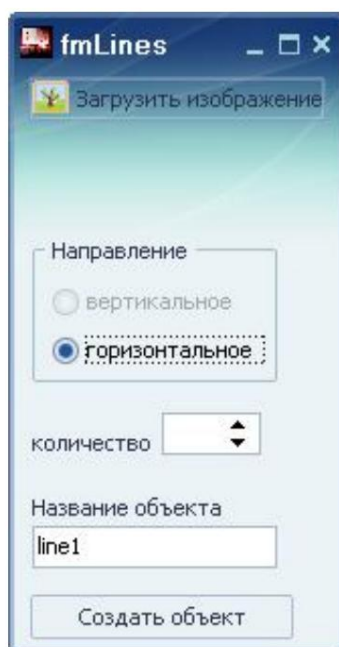 fmLines
Загрузить изображение
Направление
вертикальное
горизонтальное
количество
Название объекта
line1
Создать объект